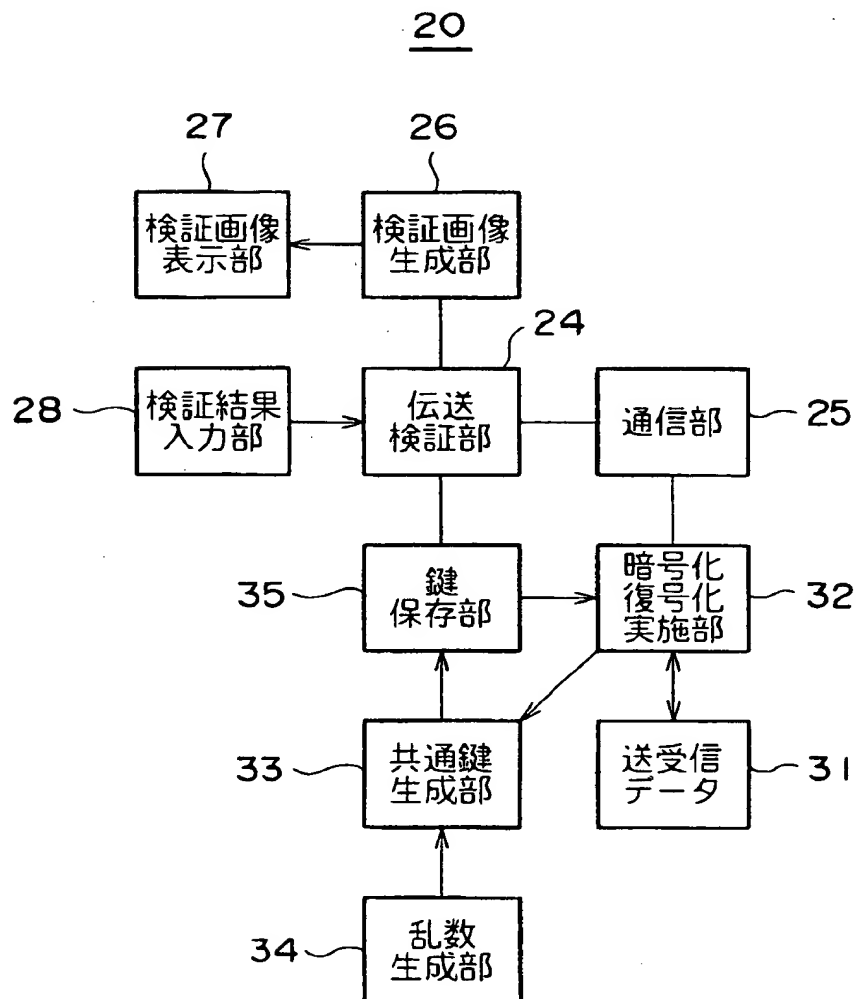 20
27
26
検証画像
表示部
検証画像
生成部
24
28
検証結果
入力部
伝送
検証部
通信部
25
35
鍵
保存部
暗号化
復号化
実施部
32
33
共通鍵
生成部
送受信
データ
31
34
乱数
生成部